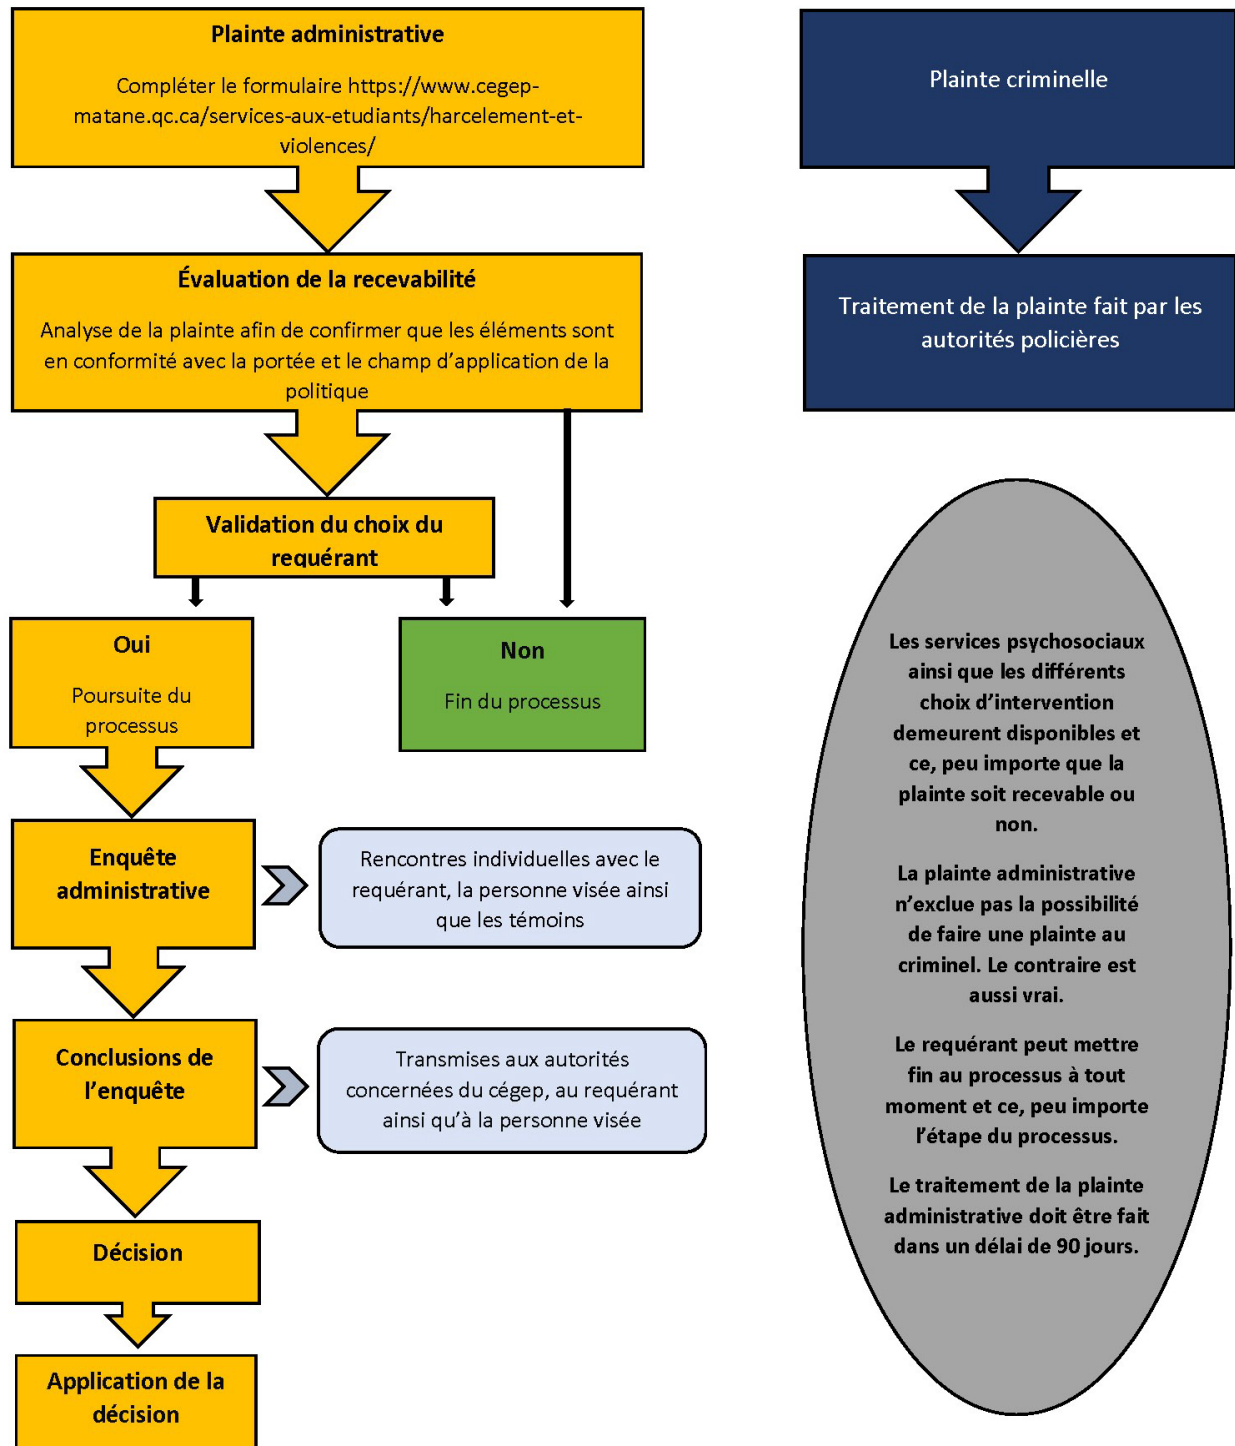 Plainte administrative
Compléter le formulaire https://www.cegep-
matane.qc.ca/services-aux-etudiants/harcelement-et-
violences/
Évaluation de la recevabilité
Analyse de la plainte afin de confirmer que les éléments sont
en conformité avec la portée et le champ d'application de la
politique
Validation du choix du
requérant
Oui
Poursuite du
processus
Non
Fin du processus
Enquête
administrative
Rencontres individuelles avec le
requérant, la personne visée ainsi
que les témoins
Conclusions de
l'enquête
Transmises aux autorités
concernées du cégep, au requérant
ainsi qu'à la personne visée
Décision
Application de la
décision
Plainte criminelle
Traitement de la plainte fait par les
autorités policières
Les services psychosociaux
ainsi que les différents
choix d'intervention
demeurent disponibles et
ce, peu importe que la
plainte soit recevable ou
non.
La plainte administrative
n'exclue pas la possibilité
de faire une plainte au
criminel. Le contraire est
aussi vrai.
Le requérant peut mettre
fin au processus à tout
moment et ce, peu importe
l'étape du processus.
Le traitement de la plainte
administrative doit être fait
dans un délai de 90 jours.